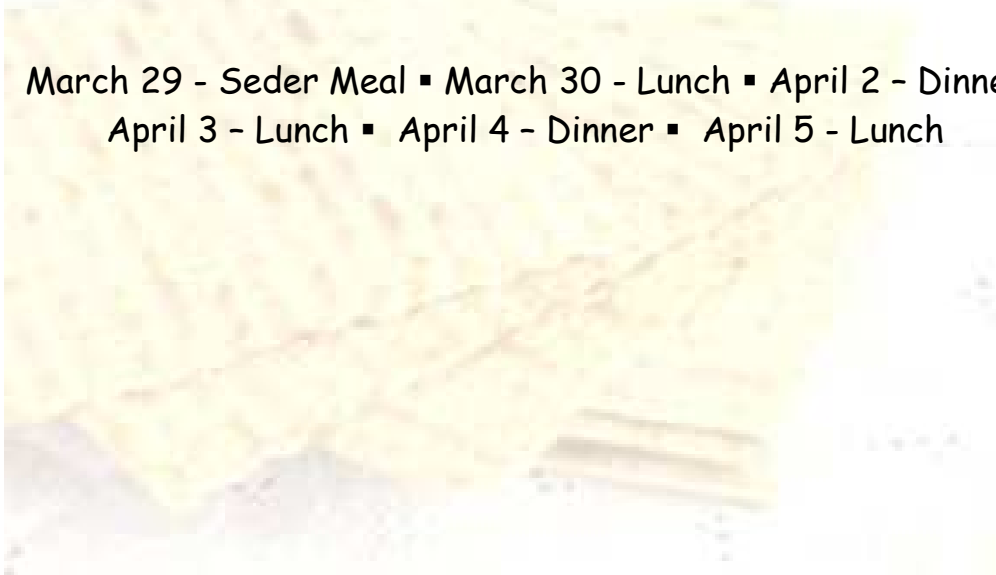 March 29 - Seder Meal ▪ March 30 - Lunch ▪ April 2 – Dinne
April 3 – Lunch ▪ April 4 – Dinner ▪ April 5 - Lunch